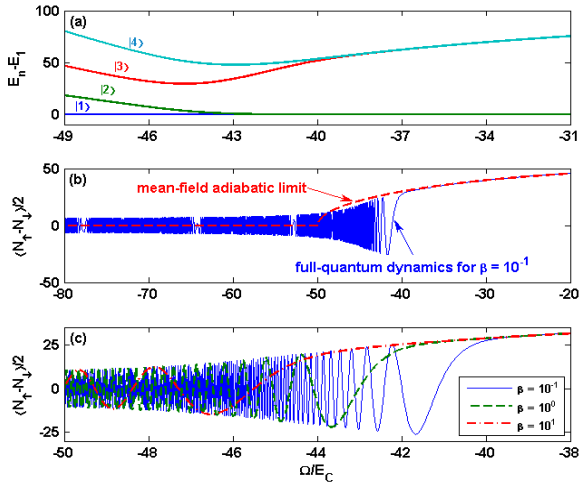 100
(a)
|4⟩
E_n-E_1
50
|3⟩
|2⟩
|1⟩
0
-49 -46 -43 -40 -37 -34 -31
50
(b)
mean-field adiabatic limit
⟨N↑-N↓⟩/2
0
full-quantum dynamics for β = 10^-1
-50
-80 -70 -60 -50 -40 -30 -20
(c)
25
⟨N↑-N↓⟩/2
0
β = 10^-1
β = 10^0
-25
β = 10^1
-50 -48 -46 -44 -42 -40 -38
Ω/E_C